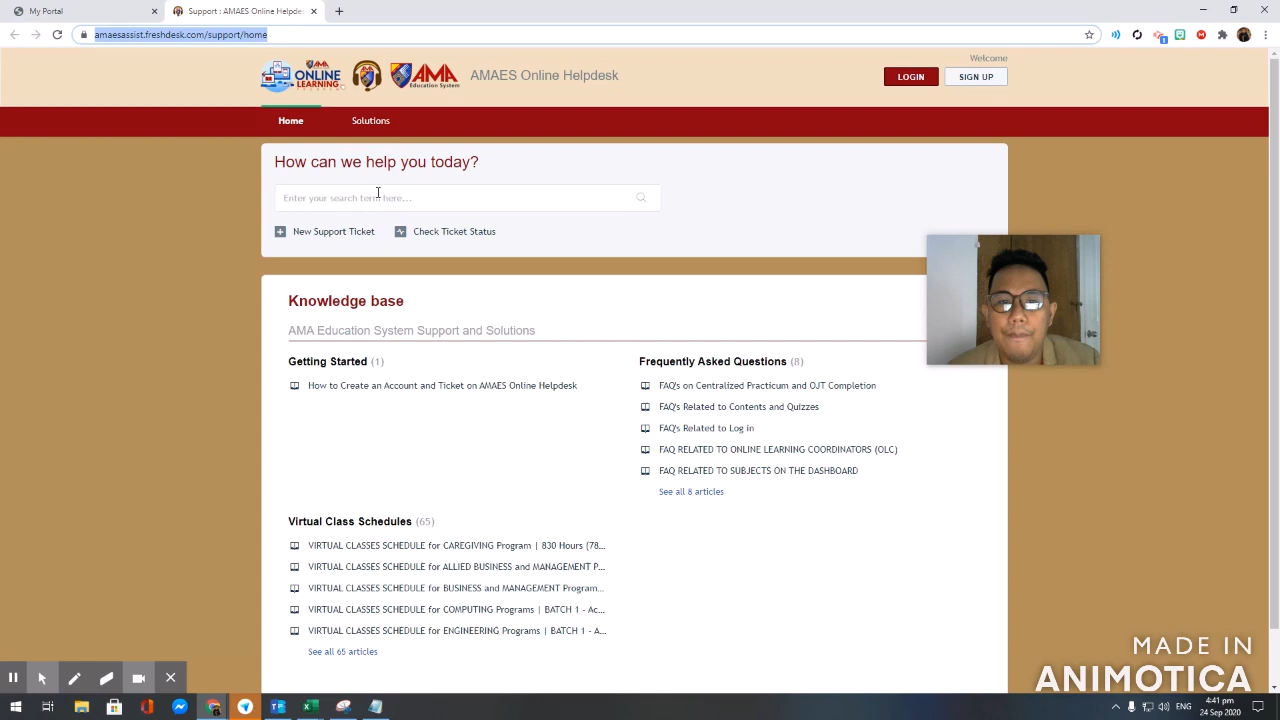 My Portal
Support : AMAES Online Helpde
amaesassist.freshdesk.com/support/home
AMA
ONLINE
LEARNING
AMA
Education System
AMAES Online Helpdesk
Welcome
LOGIN
SIGN UP
Home
Solutions
How can we help you today?
Enter your search term here...
New Support Ticket
Check Ticket Status
Knowledge base
AMA Education System Support and Solutions
Getting Started (1)
How to Create an Account and Ticket on AMAES Online Helpdesk
Frequently Asked Questions (8)
FAQ's on Centralized Practicum and OJT Completion
FAQ's Related to Contents and Quizzes
FAQ's Related to Log in
FAQ RELATED TO ONLINE LEARNING COORDINATORS (OLC)
FAQ RELATED TO SUBJECTS ON THE DASHBOARD
See all 8 articles
Virtual Class Schedules (65)
VIRTUAL CLASSES SCHEDULE for CAREGIVING Program | 830 Hours (78...
VIRTUAL CLASSES SCHEDULE for ALLIED BUSINESS and MANAGEMENT P...
VIRTUAL CLASSES SCHEDULE for BUSINESS and MANAGEMENT Program...
VIRTUAL CLASSES SCHEDULE for COMPUTING Programs | BATCH 1 - Ac...
VIRTUAL CLASSES SCHEDULE for ENGINEERING Programs | BATCH 1 - A...
See all 65 articles
MADE IN
ANIMOTICA
ENG
4:41 pm
24 Sep 2020